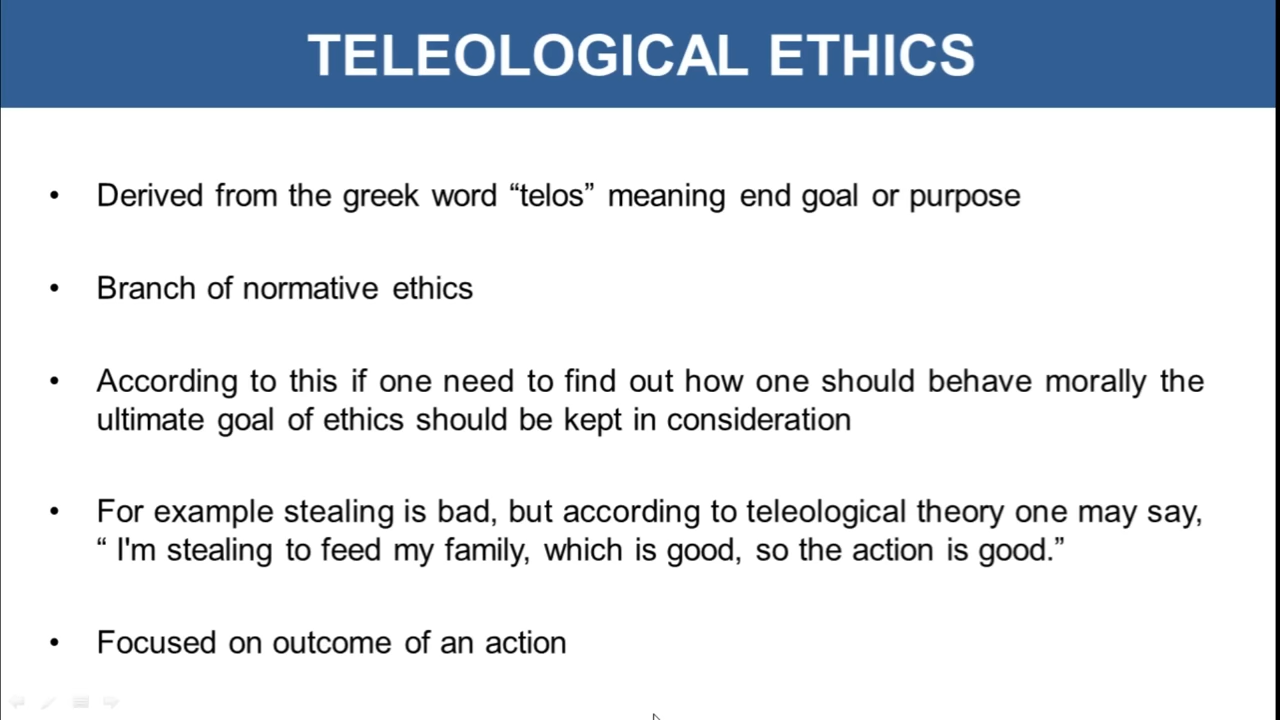 TELEOLOGICAL ETHICS
• Derived from the greek word “telos” meaning end goal or purpose
• Branch of normative ethics
• According to this if one need to find out how one should behave morally the
ultimate goal of ethics should be kept in consideration
• For example stealing is bad, but according to teleological theory one may say,
“ I'm stealing to feed my family, which is good, so the action is good.”
• Focused on outcome of an action